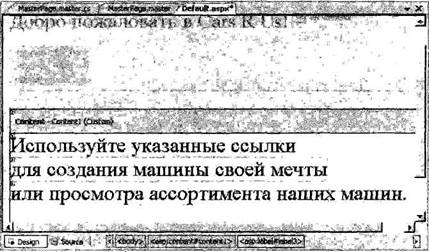 MasterPage.master.cs MasterPage.master Default.aspx*
Добро пожаловать в Cars R Us!
Content - Content1 (Custom)
Используйте указанные ссылки
для создания машины своей мечты
или просмотра ассортимента наших машин.
Design Source <body> <asp:content#content1> <asp:label#label3>